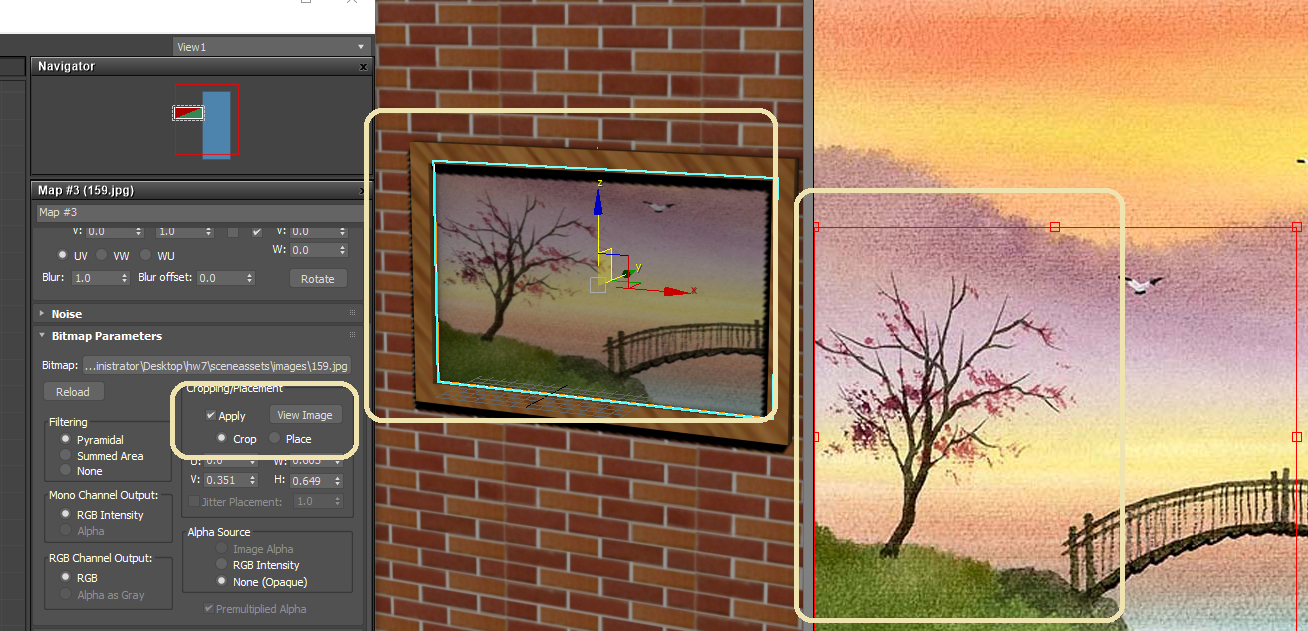 View1
Navigator
x
Map #3 (159.jpg)
Map #3
V: 0.0 1.0 V: 0.0
W: 0.0
UV VW WU
Blur: 1.0 Blur offset: 0.0 Rotate
Noise
Bitmap Parameters
Bitmap: ...inistrator\Desktop\hw7\sceneassets\images\159.jpg
Reload
Cropping/Placement
Apply View Image
Crop Place
U: 0.0 W: 0.605
V: 0.351 H: 0.649
Jitter Placement: 1.0
Filtering
Pyramidal
Summed Area
None
Mono Channel Output:
RGB Intensity
Alpha
RGB Channel Output:
RGB
Alpha as Gray
Alpha Source
Image Alpha
RGB Intensity
None (Opaque)
Premultiplied Alpha
z
y
x